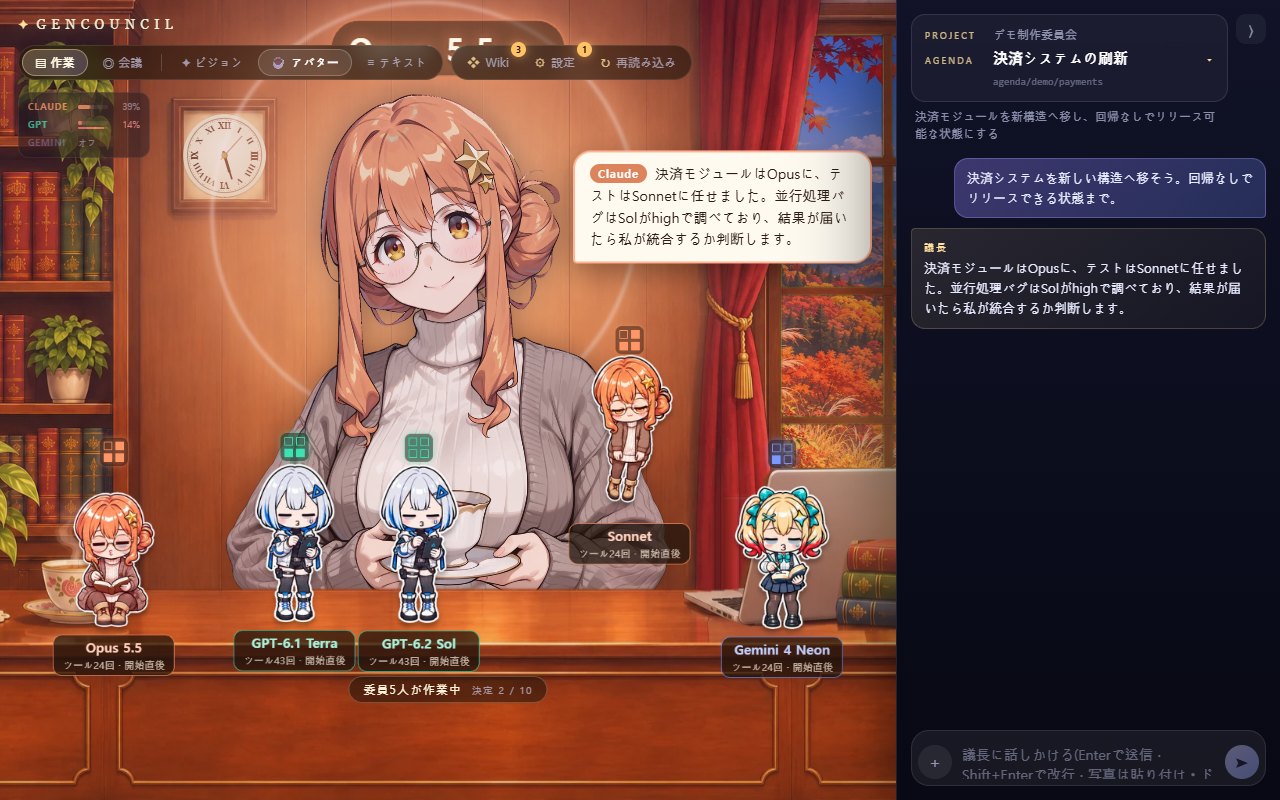 ✦ GENCOUNCIL
作業 会議 ✦ ビジョン アバター ≡ テキスト
Wiki 3 設定 1 ↻ 再読み込み
CLAUDE 39%
GPT 14%
GEMINI オフ
Claude 決済モジュールはOpusに、テ
ストはSonnetに任せました。並行処理バ
グはSolがhighで調べており、結果が届い
たら私が統合するか判断します。
Sonnet
ツール24回 · 開始直後
Opus 5.5
ツール24回 · 開始直後
GPT-6.1 Terra
ツール43回 · 開始直後
GPT-6.2 Sol
ツール43回 · 開始直後
Gemini 4 Neon
ツール24回 · 開始直後
委員5人が作業中 決定 2 / 10
PROJECT デモ制作委員会
AGENDA 決済システムの刷新
agenda/demo/payments
決済モジュールを新構造へ移し、回帰なしでリリース可
能な状態にする
決済システムを新しい構造へ移そう。回帰なしで
リリースできる状態まで。
議長
決済モジュールはOpusに、テストはSonnetに任せまし
た。並行処理バグはSolがhighで調べており、結果が届
いたら私が統合するか判断します。
議長に話しかける(Enterで送信 ·
Shift+Enterで改行 · 写真は貼り付け・ド